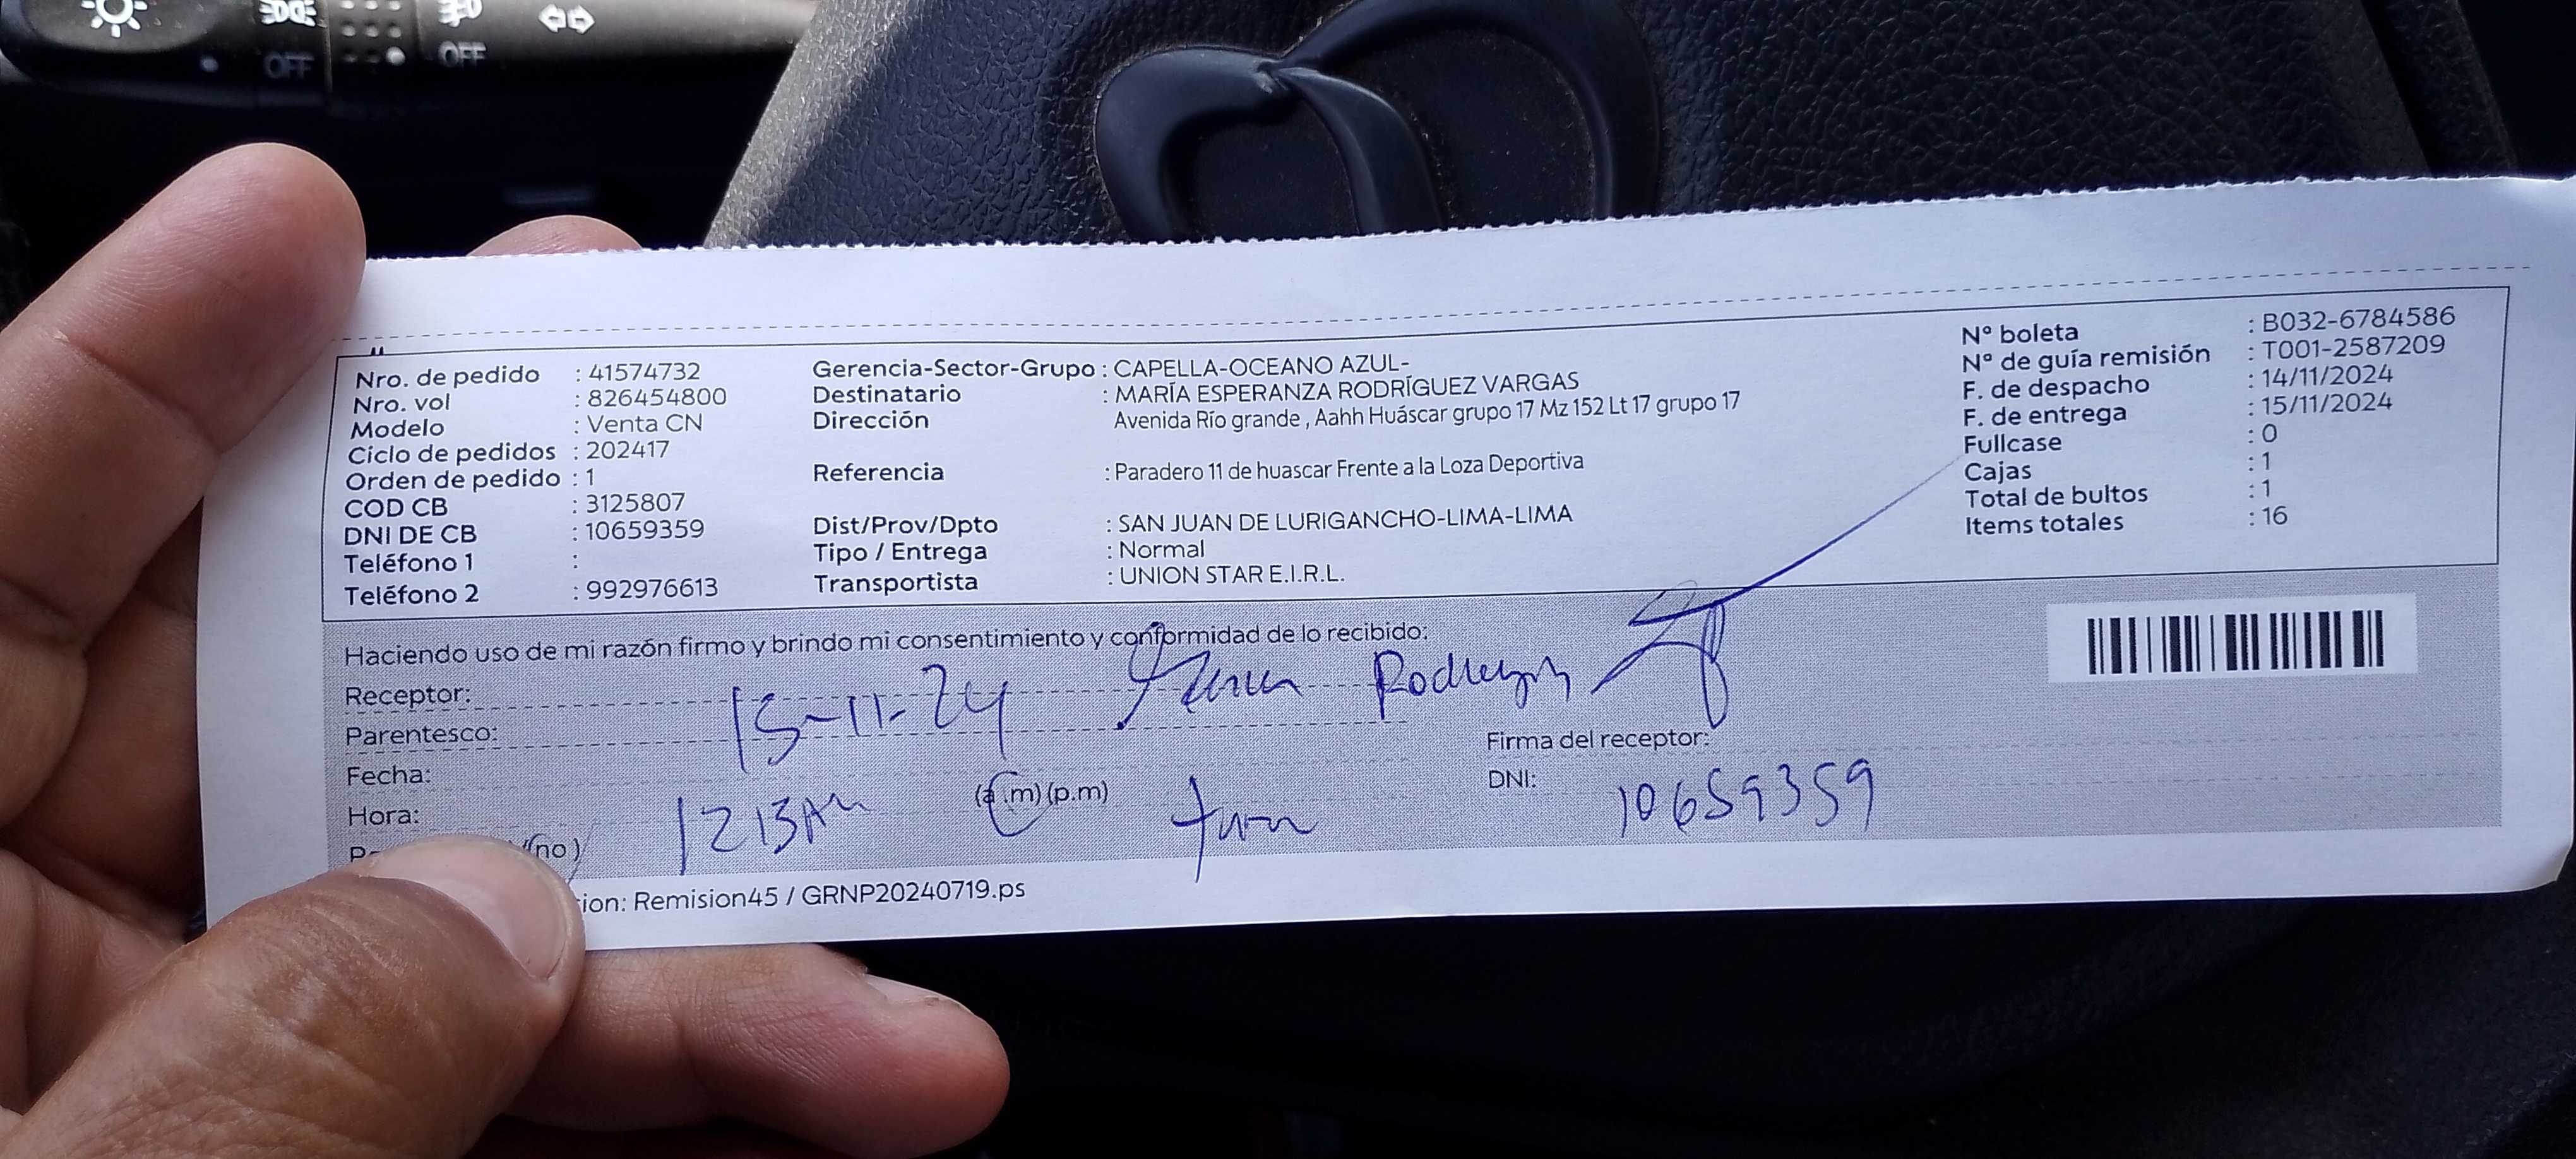 OFF OFF
Nro. de pedido : 41574732
Nro. vol : 826454800
Modelo : Venta CN
Ciclo de pedidos : 202417
Orden de pedido : 1
COD CB : 3125807
DNI DE CB : 10659359
Teléfono 1 :
Teléfono 2 : 992976613
Gerencia-Sector-Grupo : CAPELLA-OCEANO AZUL-
Destinatario : MARÍA ESPERANZA RODRÍGUEZ VARGAS
Dirección Avenida Río grande , Aahh Huáscar grupo 17 Mz 152 Lt 17 grupo 17
Referencia : Paradero 11 de huascar Frente a la Loza Deportiva
Dist/Prov/Dpto : SAN JUAN DE LURIGANCHO-LIMA-LIMA
Tipo / Entrega : Normal
Transportista : UNION STAR E.I.R.L.
N° boleta : B032-6784586
N° de guía remisión : T001-2587209
F. de despacho : 14/11/2024
F. de entrega : 15/11/2024
Fullcase : 0
Cajas : 1
Total de bultos : 1
Items totales : 16
Haciendo uso de mi razón firmo y brindo mi consentimiento y conformidad de lo recibido:
Receptor:
15-11-24
Parentesco:
Firma del receptor:
Fecha:
DNI: 10659359
Hora: 1213AM (a.m) (p.m)
(no)
ion: Remision45 / GRNP20240719.ps